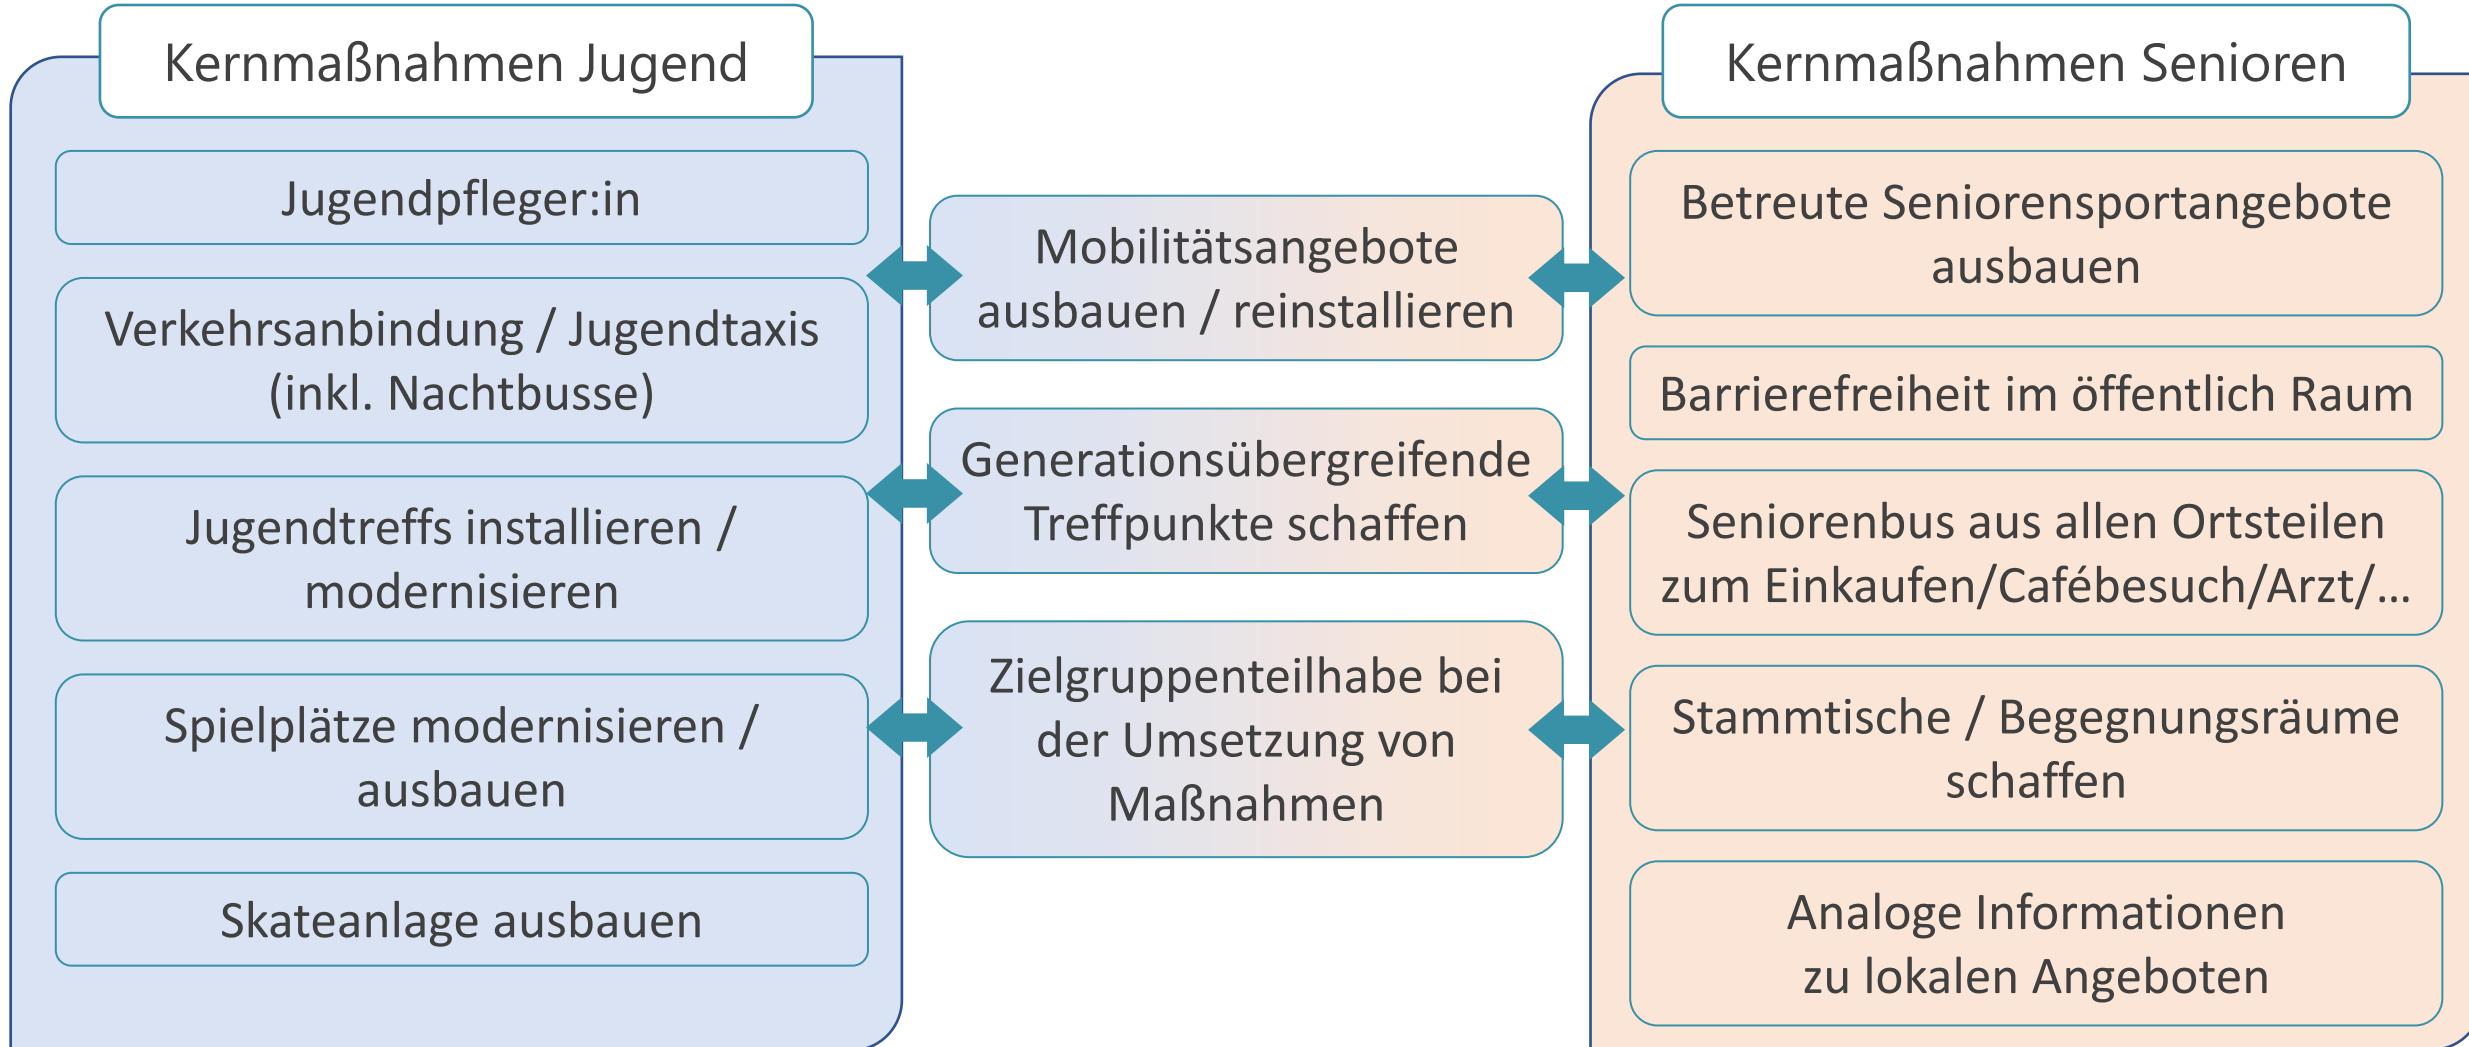 Kernmaßnahmen Jugend
Jugendpfleger:in
Verkehrsanbindung / Jugendtaxis
(inkl. Nachtbusse)
Jugendtreffs installieren /
modernisieren
Spielplätze modernisieren /
ausbauen
Skateanlage ausbauen
Mobilitätsangebote
ausbauen / reinstallieren
Generationsübergreifende
Treffpunkte schaffen
Zielgruppenteilhabe bei
der Umsetzung von
Maßnahmen
Kernmaßnahmen Senioren
Betreute Seniorensportangebote
ausbauen
Barrierefreiheit im öffentlich Raum
Seniorenbus aus allen Ortsteilen
zum Einkaufen/Cafébesuch/Arzt/...
Stammtische / Begegnungsräume
schaffen
Analoge Informationen
zu lokalen Angeboten